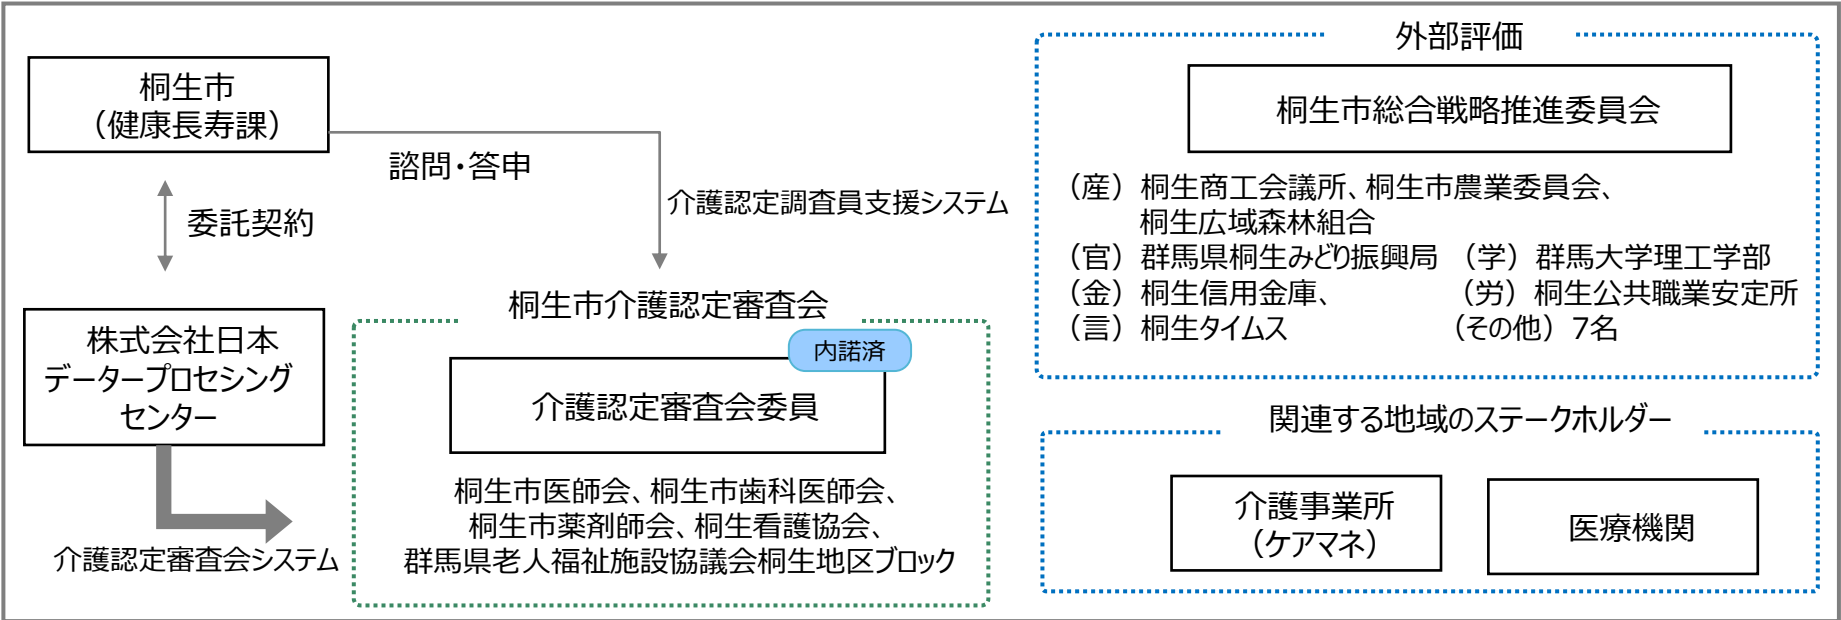 桐生市
（健康長寿課）
諮問・答申
介護認定調査員支援システム
委託契約
株式会社日本
データープロセシング
センター
介護認定審査会システム
桐生市介護認定審査会
内諾済
介護認定審査会委員
桐生市医師会、桐生市歯科医師会、
桐生市薬剤師会、桐生看護協会、
群馬県老人福祉施設協議会桐生地区ブロック
外部評価
桐生市総合戦略推進委員会
（産）桐生商工会議所、桐生市農業委員会、
桐生広域森林組合
（官）群馬県桐生みどり振興局　（学）群馬大学理工学部
（金）桐生信用金庫、　（労）桐生公共職業安定所
（言）桐生タイムス　（その他）7名
関連する地域のステークホルダー
介護事業所
（ケアマネ）
医療機関